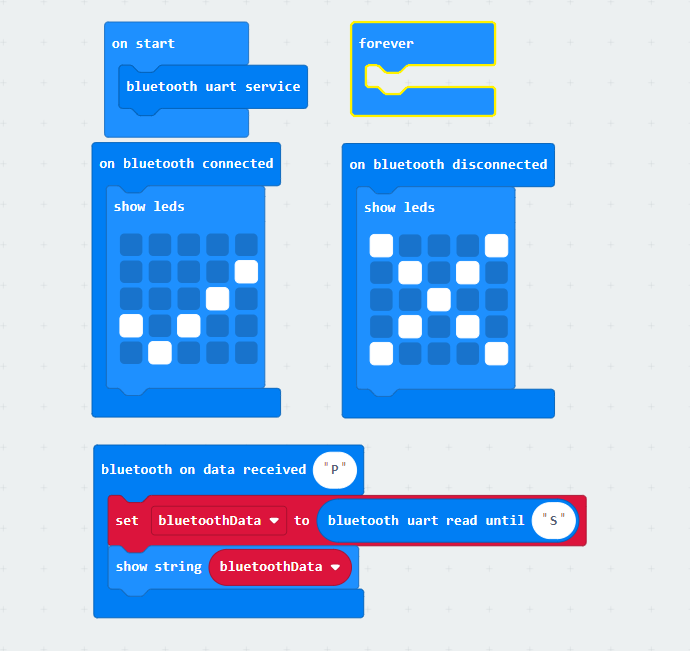 on start
bluetooth uart service
forever
on bluetooth connected
show leds
on bluetooth disconnected
show leds
bluetooth on data received "P"
set bluetoothData to bluetooth uart read until "S"
show string bluetoothData